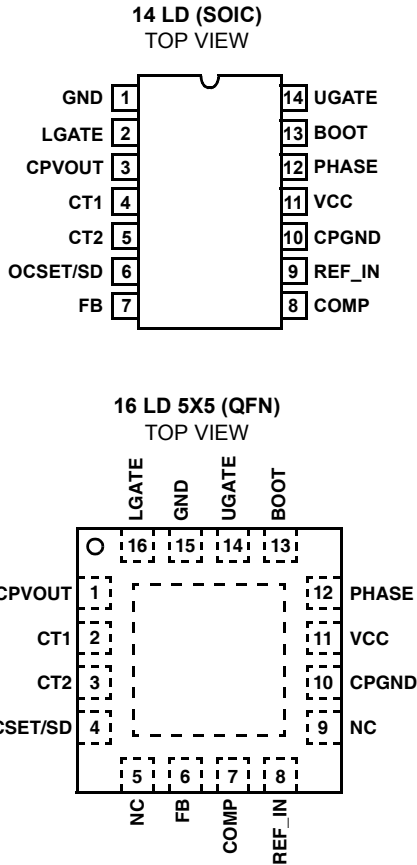 14 LD (SOIC)
TOP VIEW
GND 1 14 UGATE
LGATE 2 13 BOOT
CPVOUT 3 12 PHASE
CT1 4 11 VCC
CT2 5 10 CPGND
OCSET/SD 6 9 REF_IN
FB 7 8 COMP
16 LD 5X5 (QFN)
TOP VIEW
LGATE GND UGATE BOOT
16 15 14 13
CPVOUT 1 12 PHASE
CT1 2 11 VCC
CT2 3 10 CPGND
CSET/SD 4 9 NC
5 6 7 8
NC FB COMP REF_IN